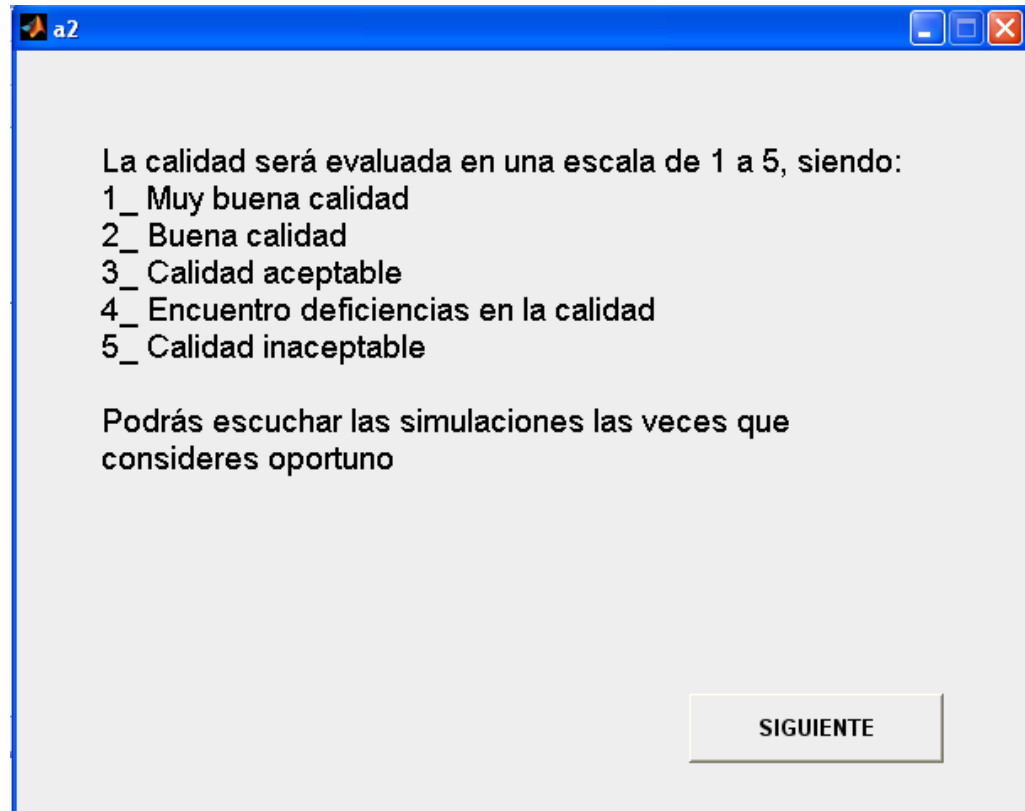 a2
La calidad será evaluada en una escala de 1 a 5, siendo:
1_ Muy buena calidad
2_ Buena calidad
3_ Calidad aceptable
4_ Encuentro deficiencias en la calidad
5_ Calidad inaceptable
Podrás escuchar las simulaciones las veces que
consideres oportuno
SIGUIENTE